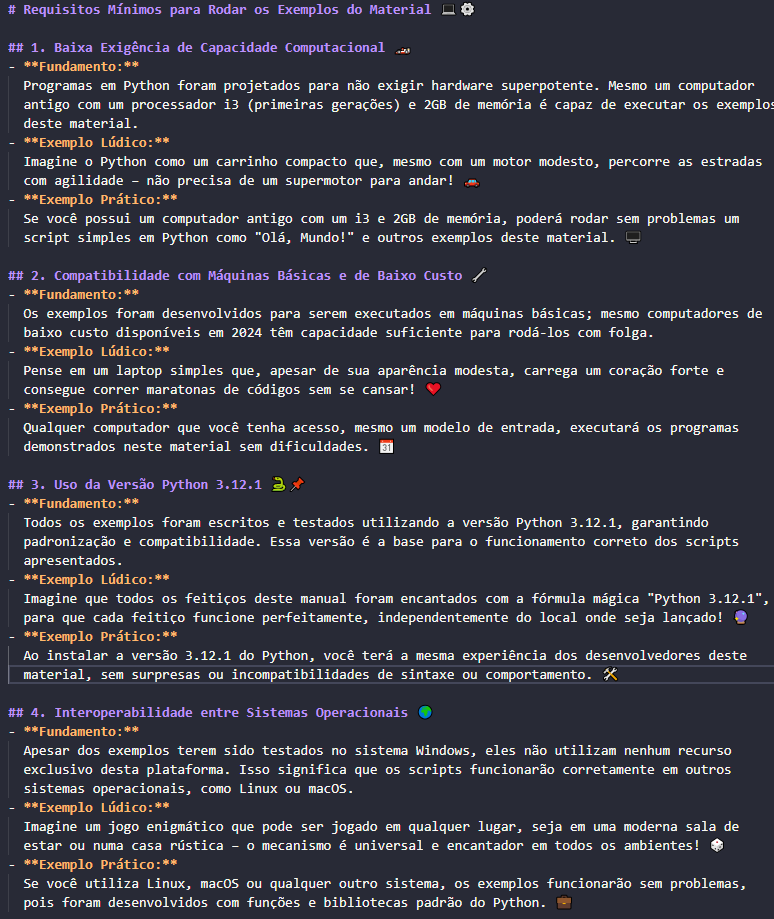 # Requisitos Mínimos para Rodar os Exemplos do Material 💻⚙️
## 1. Baixa Exigência de Capacidade Computacional 🏎️
- **Fundamento:**
Programas em Python foram projetados para não exigir hardware superpotente. Mesmo um computador
antigo com um processador i3 (primeiras gerações) e 2GB de memória é capaz de executar os exemplos
deste material.
- **Exemplo Lúdico:**
Imagine o Python como um carrinho compacto que, mesmo com um motor modesto, percorre as estradas
com agilidade – não precisa de um supermotor para andar! 🚗
- **Exemplo Prático:**
Se você possui um computador antigo com um i3 e 2GB de memória, poderá rodar sem problemas um
script simples em Python como "Olá, Mundo!" e outros exemplos deste material. 🖥️
## 2. Compatibilidade com Máquinas Básicas e de Baixo Custo 🔧
- **Fundamento:**
Os exemplos foram desenvolvidos para serem executados em máquinas básicas; mesmo computadores de
baixo custo disponíveis em 2024 têm capacidade suficiente para rodá-los com folga.
- **Exemplo Lúdico:**
Pense em um laptop simples que, apesar de sua aparência modesta, carrega um coração forte e
consegue correr maratonas de códigos sem se cansar! ❤️
- **Exemplo Prático:**
Qualquer computador que você tenha acesso, mesmo um modelo de entrada, executará os programas
demonstrados neste material sem dificuldades. 📅
## 3. Uso da Versão Python 3.12.1 🐍📌
- **Fundamento:**
Todos os exemplos foram escritos e testados utilizando a versão Python 3.12.1, garantindo
padronização e compatibilidade. Essa versão é a base para o funcionamento correto dos scripts
apresentados.
- **Exemplo Lúdico:**
Imagine que todos os feitiços deste manual foram encantados com a fórmula mágica "Python 3.12.1",
para que cada feitiço funcione perfeitamente, independentemente do local onde seja lançado! 🔮
- **Exemplo Prático:**
Ao instalar a versão 3.12.1 do Python, você terá a mesma experiência dos desenvolvedores deste
material, sem surpresas ou incompatibilidades de sintaxe ou comportamento. 🛠️
## 4. Interoperabilidade entre Sistemas Operacionais 🌍
- **Fundamento:**
Apesar dos exemplos terem sido testados no sistema Windows, eles não utilizam nenhum recurso
exclusivo desta plataforma. Isso significa que os scripts funcionarão corretamente em outros
sistemas operacionais, como Linux ou macOS.
- **Exemplo Lúdico:**
Imagine um jogo enigmático que pode ser jogado em qualquer lugar, seja em uma moderna sala de
estar ou numa casa rústica – o mecanismo é universal e encantador em todos os ambientes! 🎲
- **Exemplo Prático:**
Se você utiliza Linux, macOS ou qualquer outro sistema, os exemplos funcionarão sem problemas,
pois foram desenvolvidos com funções e bibliotecas padrão do Python. 💼